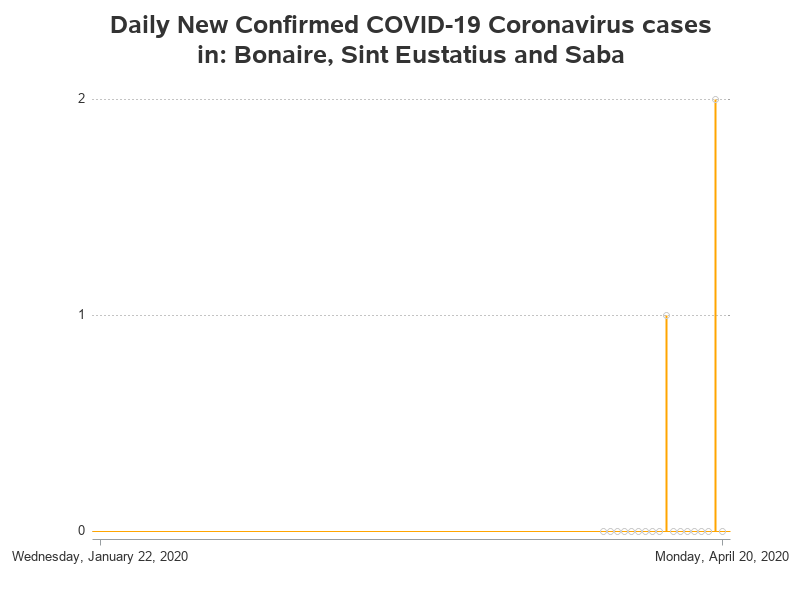 Daily New Confirmed COVID-19 Coronavirus cases
in: Bonaire, Sint Eustatius and Saba
2
1
0
Wednesday, January 22, 2020
Monday, April 20, 2020